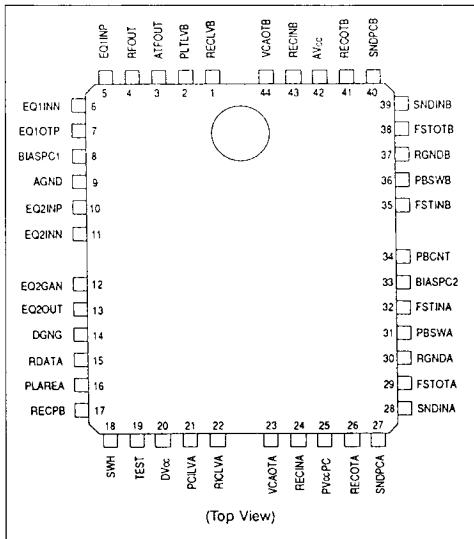 EQ1INP
RFOUT
ATFOUT
PLTLVB
RECLVB
VCAOTB
RECINB
AVcc
RECOTB
SNDPCB
5 4 3 2 1 44 43 42 41 40
EQ1INN 6
EQ1OTP 7
BIASPC1 8
AGND 9
EQ2INP 10
EQ2INN 11
EQ2GAN 12
EQ2OUT 13
DGNG 14
RDATA 15
PLAREA 16
RECPB 17
39 SNDINB
38 FSTOTB
37 RGNDB
36 PBSWB
35 FSTINB
34 PBCNT
33 BIASPC2
32 FSTINA
31 PBSWA
30 RGNDA
29 FSTOTA
28 SNDINA
18 19 20 21 22 23 24 25 26 27
SWH
TEST
DVcc
PCILVA
RICLVA
VCAOTA
RECINA
PVccPC
RECOTA
SNDPCA
(Top View)